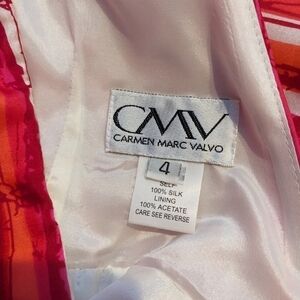 CMV
CARMEN MARC VALVO
4
SELF
100% SILK
LINING
100% ACETATE
CARE SEE REVERSE